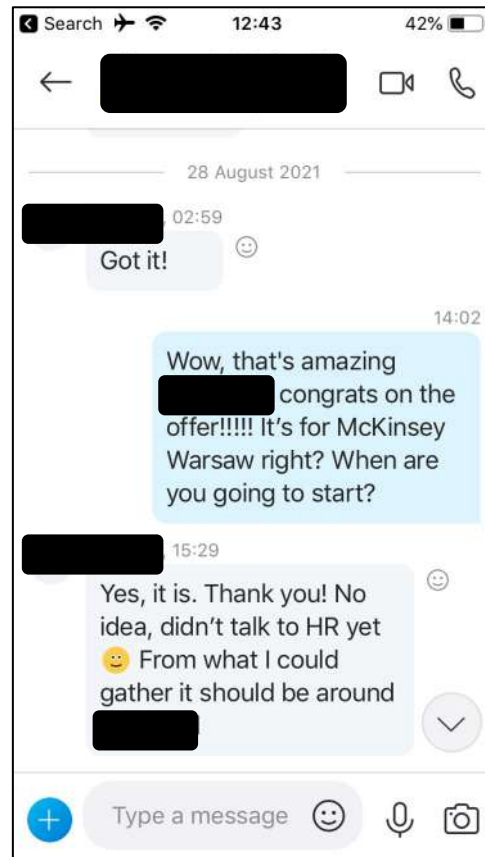 Search 12:43 42%
28 August 2021
, 02:59
Got it!
14:02
Wow, that's amazing
congrats on the
offer!!!!! It's for McKinsey
Warsaw right? When are
you going to start?
, 15:29
Yes, it is. Thank you! No
idea, didn't talk to HR yet
🙂 From what I could
gather it should be around
Type a message